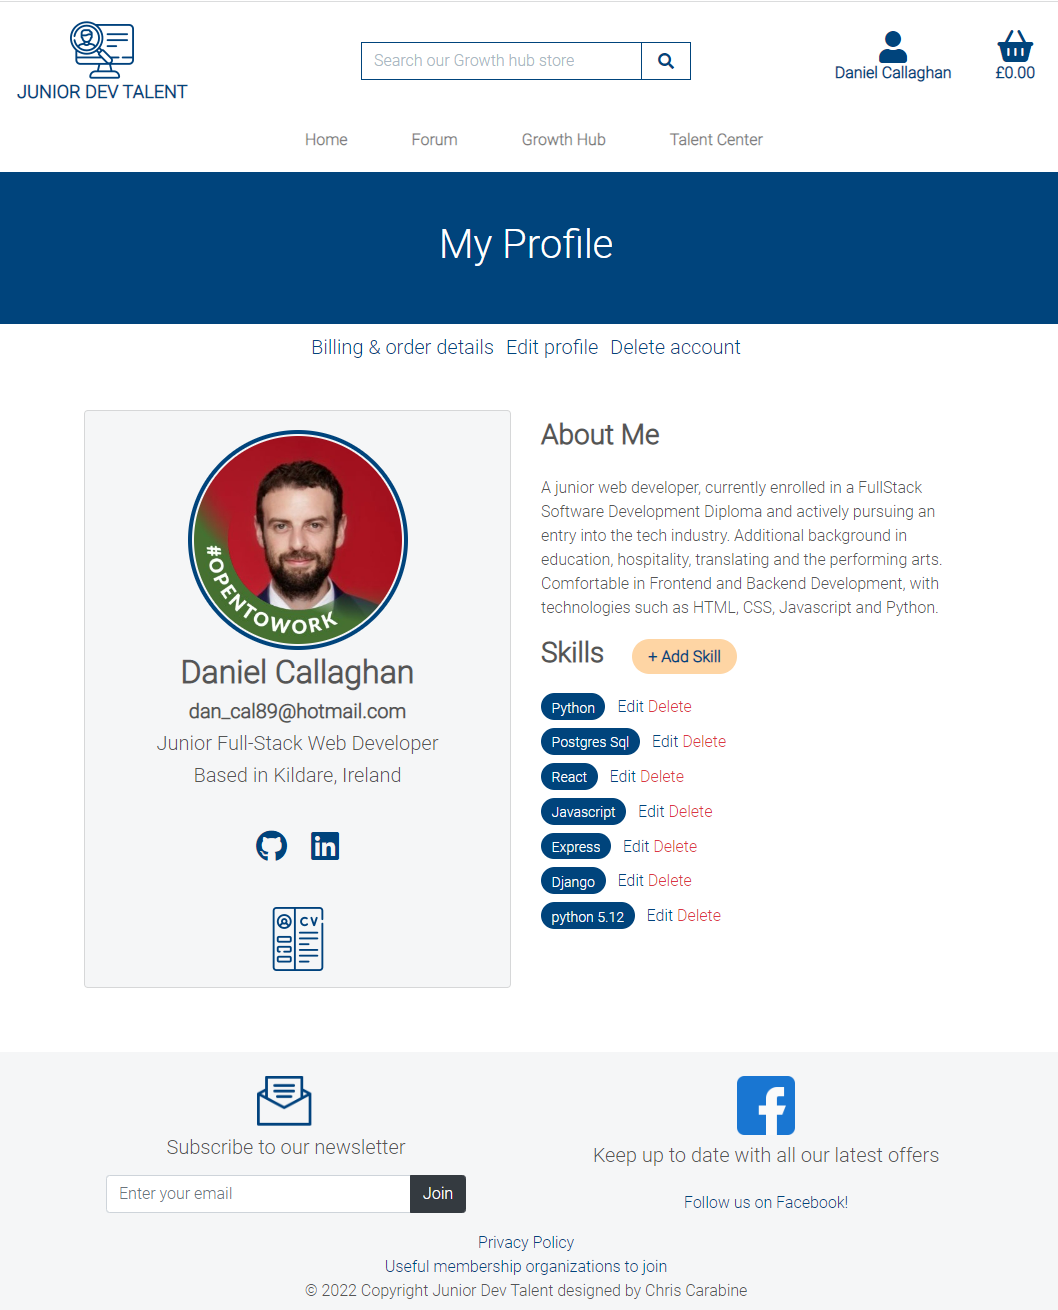 JUNIOR DEV TALENT
Search our Growth hub store
Daniel Callaghan
£0.00
Home Forum Growth Hub Talent Center
My Profile
Billing & order details Edit profile Delete account
#OPENTOWORK
Daniel Callaghan
dan_cal89@hotmail.com
Junior Full-Stack Web Developer
Based in Kildare, Ireland
CV
About Me
A junior web developer, currently enrolled in a FullStack
Software Development Diploma and actively pursuing an
entry into the tech industry. Additional background in
education, hospitality, translating and the performing arts.
Comfortable in Frontend and Backend Development, with
technologies such as HTML, CSS, Javascript and Python.
Skills + Add Skill
Python Edit Delete
Postgres Sql Edit Delete
React Edit Delete
Javascript Edit Delete
Express Edit Delete
Django Edit Delete
python 5.12 Edit Delete
Subscribe to our newsletter
Enter your email Join
Keep up to date with all our latest offers
Follow us on Facebook!
Privacy Policy
Useful membership organizations to join
© 2022 Copyright Junior Dev Talent designed by Chris Carabine